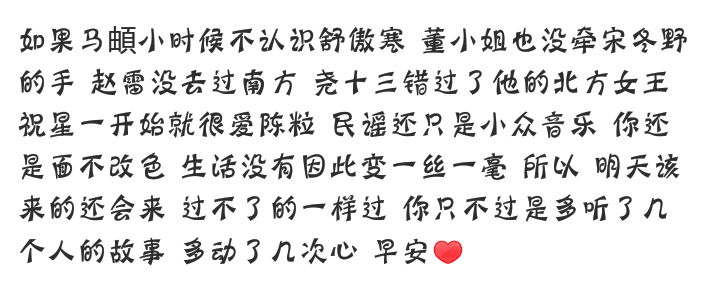 如果马頔小时候不认识舒傲寒 董小姐也没牵宋冬野
的手 赵雷没去过南方 尧十三错过了他的北方女王
祝星一开始就很爱陈粒 民谣还只是小众音乐 你还
是面不改色 生活没有因此变一丝一毫 所以 明天该
来的还会来 过不了的一样过 你只不过是多听了几
个人的故事 多动了几次心 早安❤️